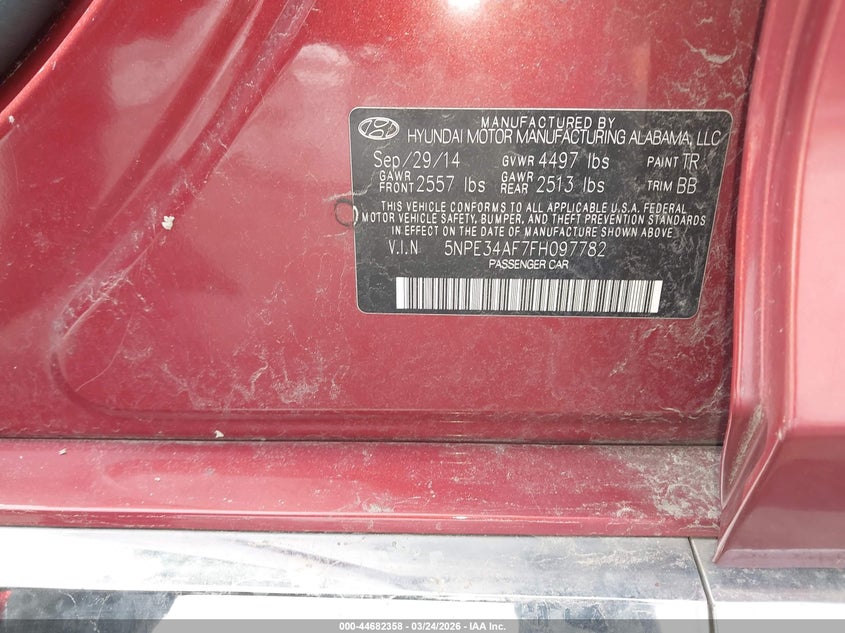 MANUFACTURED BY
HYUNDAI MOTOR MANUFACTURING ALABAMA, LLC
Sep/29/14 GVWR 4497 lbs PAINT TR
GAWR FRONT 2557 lbs GAWR REAR 2513 lbs TRIM BB
THIS VEHICLE CONFORMS TO ALL APPLICABLE U.S.A. FEDERAL
MOTOR VEHICLE SAFETY, BUMPER, AND THEFT PREVENTION STANDARDS
IN EFFECT ON THE DATE OF MANUFACTURE SHOWN ABOVE
V.I.N 5NPE34AF7FH097782
PASSENGER CAR
000-44682358 - 03/24/2026 - IAA Inc.